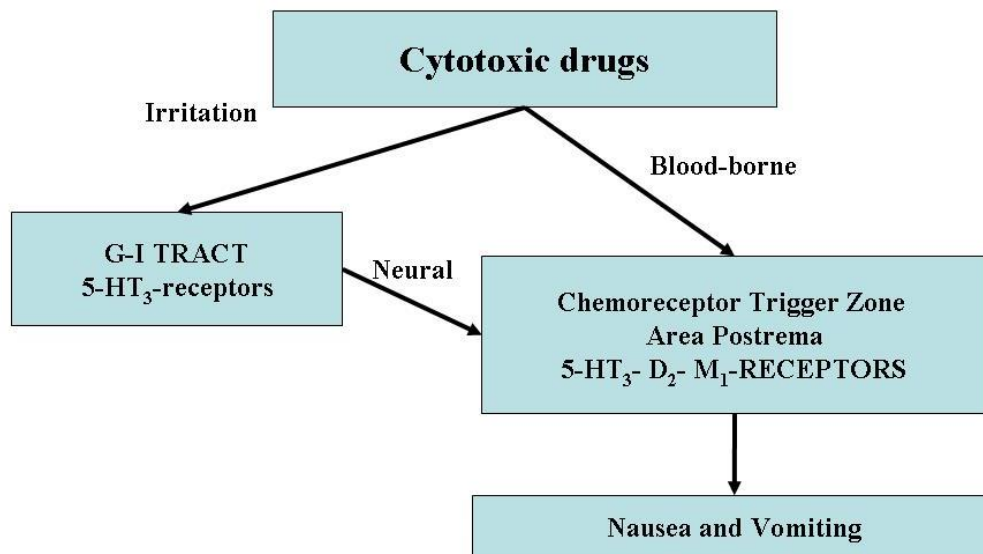 Cytotoxic drugs
Irritation
Blood-borne
G-I TRACT
5-HT₃-receptors
Neural
Chemoreceptor Trigger Zone
Area Postrema
5-HT₃- D₂- M₁-RECEPTORS
Nausea and Vomiting